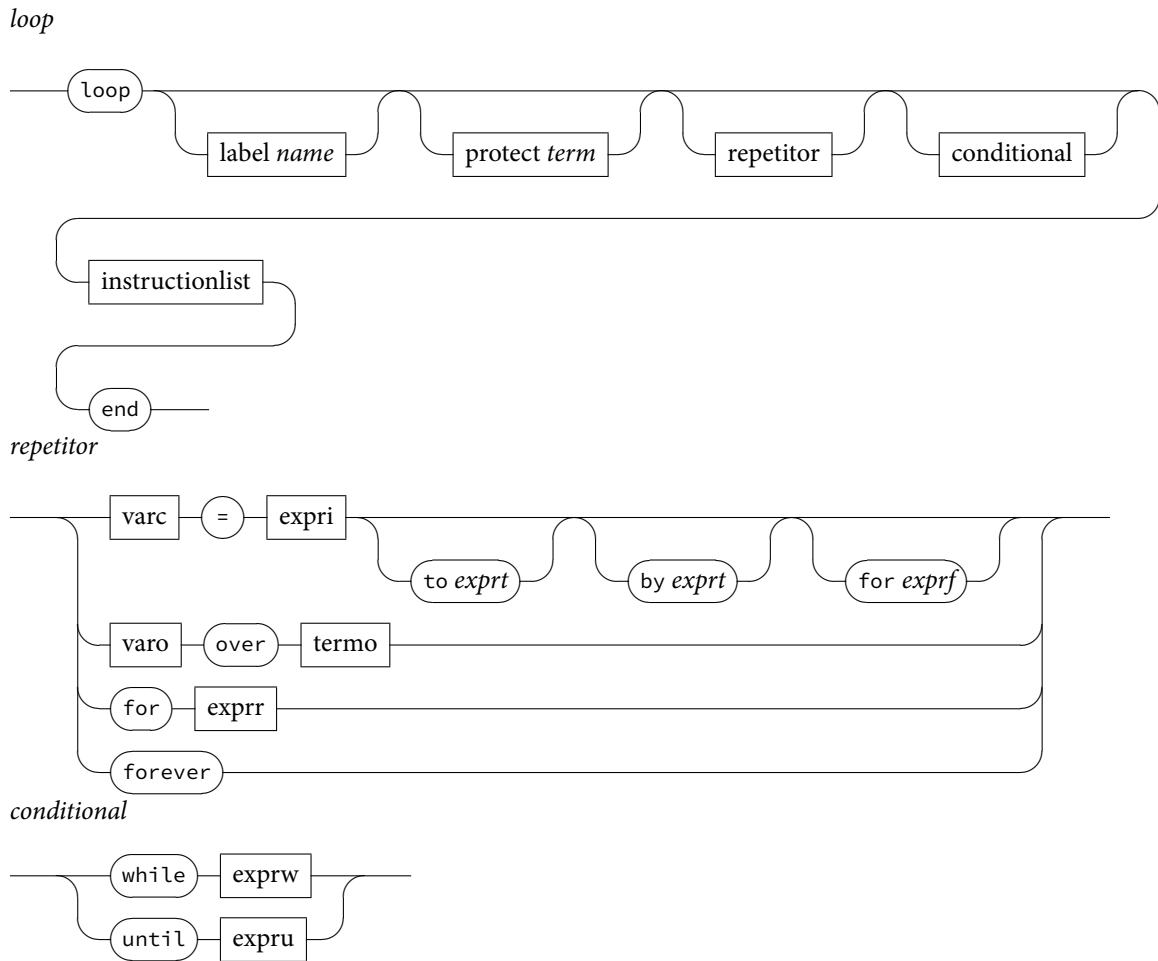 loop
loop
label name protect term repetitor conditional
instructionlist
end
repetitor
varc = expri
to exprt by exprt for exprf
varo over termo
for exprr
forever
conditional
while exprw
until expru